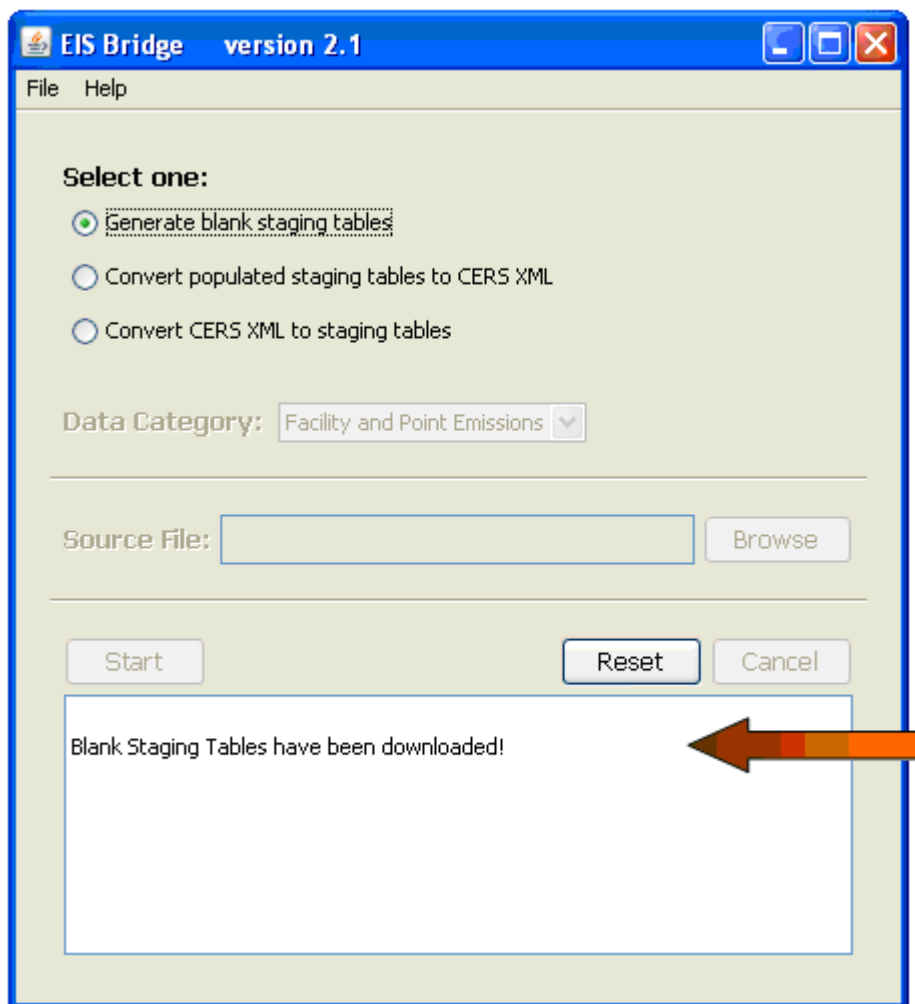 EIS Bridge version 2.1
File Help
Select one:
Generate blank staging tables
Convert populated staging tables to CERS XML
Convert CERS XML to staging tables
Data Category: Facility and Point Emissions
Source File: Browse
Start Reset Cancel
Blank Staging Tables have been downloaded!